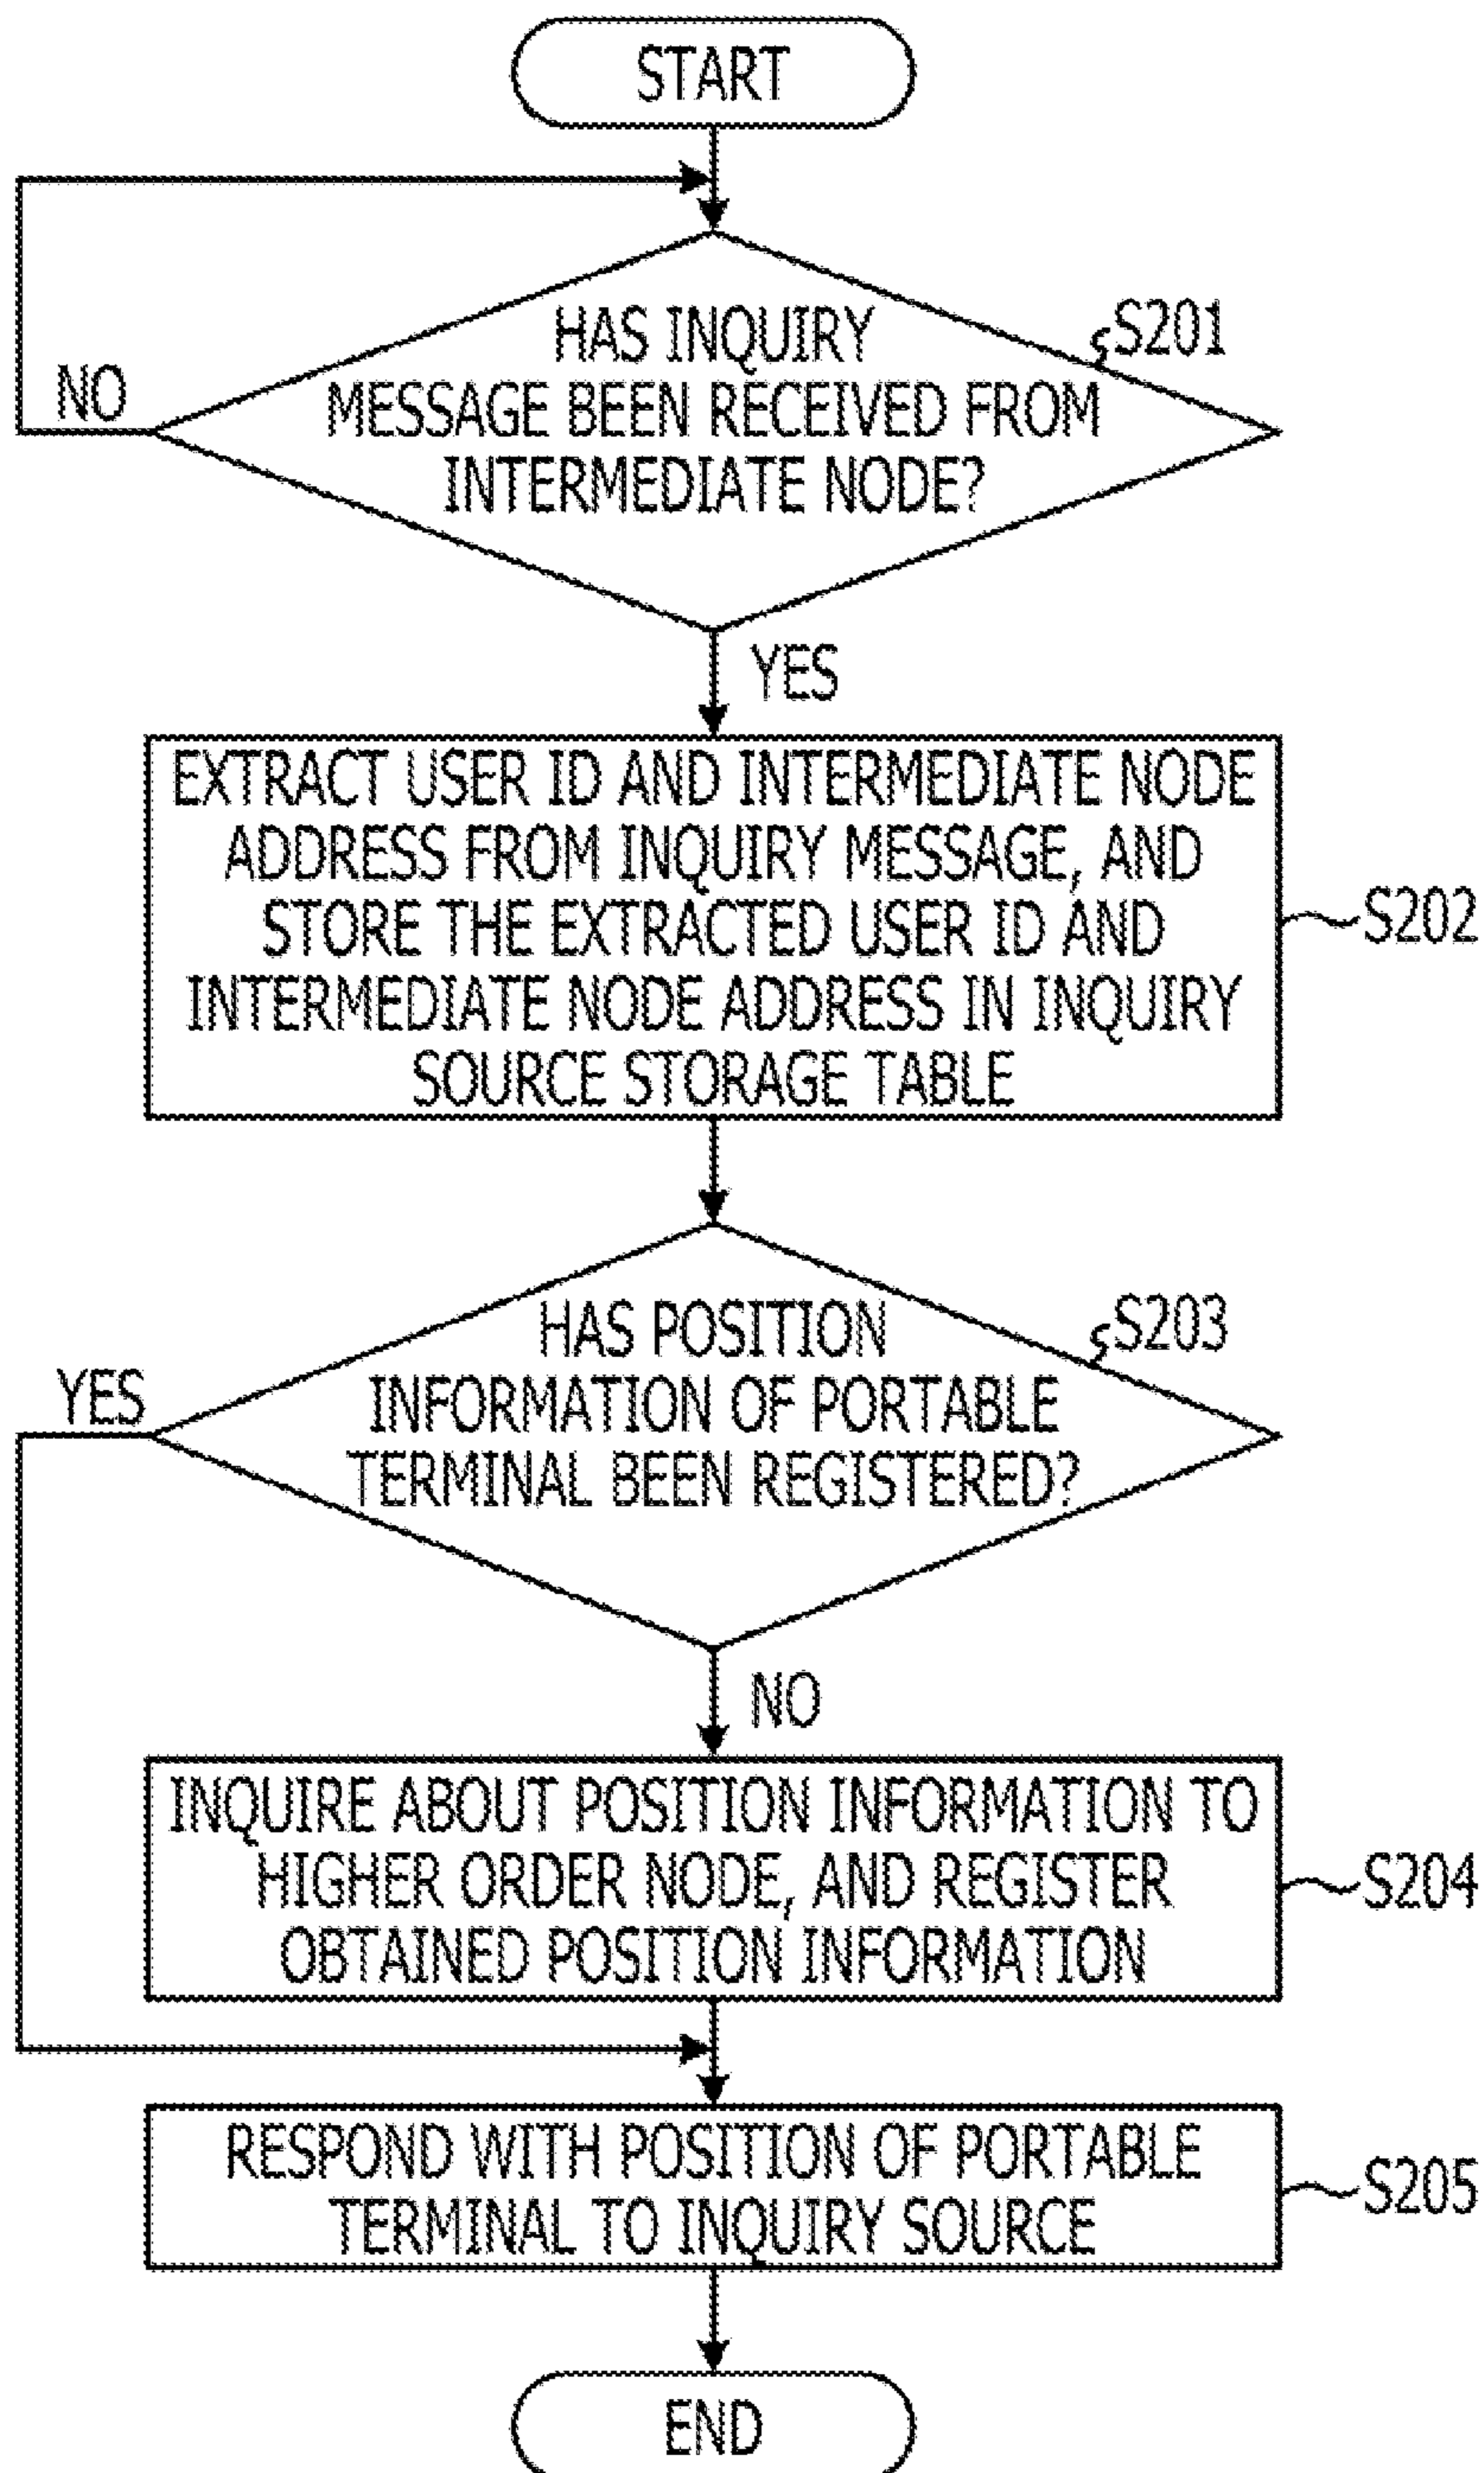 START
HAS INQUIRY
MESSAGE BEEN RECEIVED FROM
INTERMEDIATE NODE?
S201
NO
YES
EXTRACT USER ID AND INTERMEDIATE NODE
ADDRESS FROM INQUIRY MESSAGE, AND
STORE THE EXTRACTED USER ID AND
INTERMEDIATE NODE ADDRESS IN INQUIRY
SOURCE STORAGE TABLE
S202
HAS POSITION
INFORMATION OF PORTABLE
TERMINAL BEEN REGISTERED?
S203
YES
NO
INQUIRE ABOUT POSITION INFORMATION TO
HIGHER ORDER NODE, AND REGISTER
OBTAINED POSITION INFORMATION
S204
RESPOND WITH POSITION OF PORTABLE
TERMINAL TO INQUIRY SOURCE
S205
END